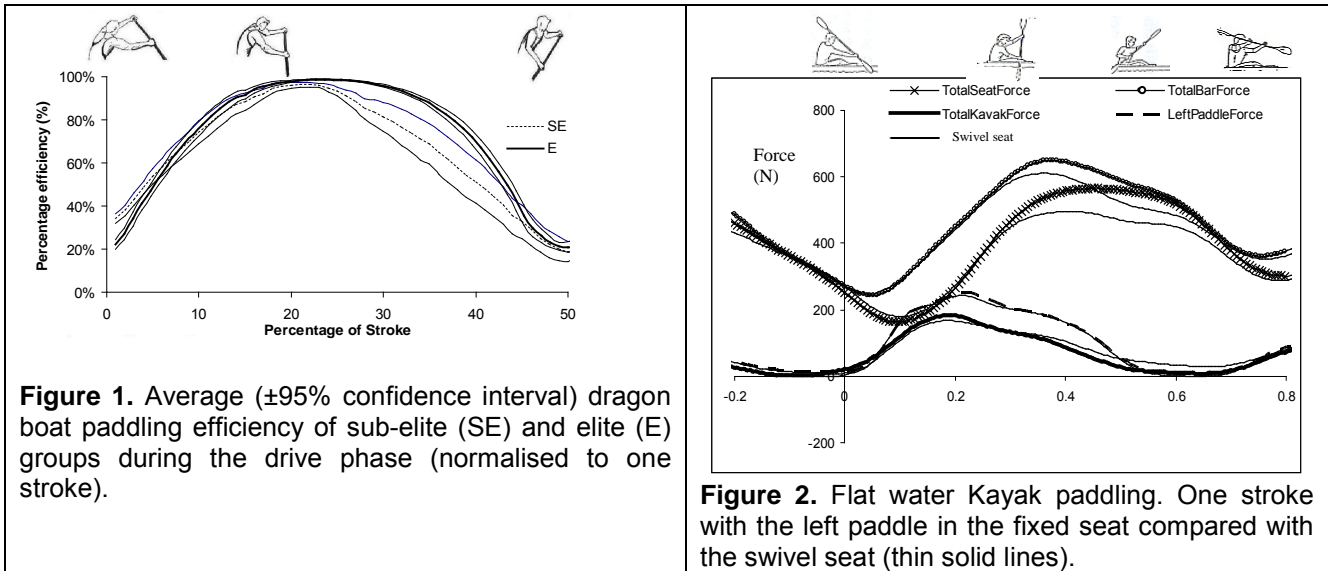 100%
80%
60%
40%
20%
0%
Percentage efficiency (%)
SE
E
0 10 20 30 40 50
Percentage of Stroke
Figure 1. Average (±95% confidence interval) dragon
boat paddling efficiency of sub-elite (SE) and elite (E)
groups during the drive phase (normalised to one
stroke).
TotalSeatForce TotalBarForce
TotalKavakForce LeftPaddleForce
Swivel seat
Force
(N)
800
600
400
200
0
-200
-0.2 0 0.2 0.4 0.6 0.8
Figure 2. Flat water Kayak paddling. One stroke
with the left paddle in the fixed seat compared with
the swivel seat (thin solid lines).